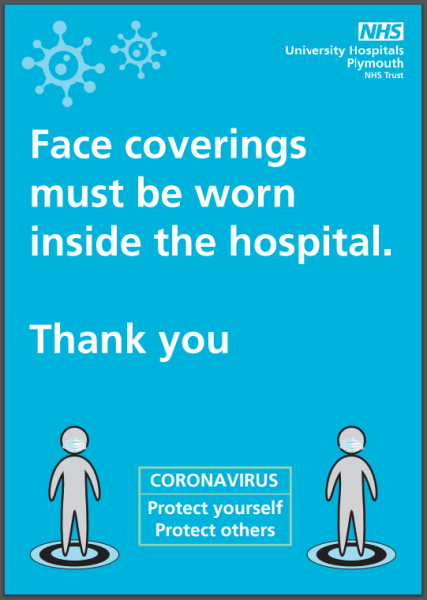 NHS
University Hospitals
Plymouth
NHS Trust
Face coverings
must be worn
inside the hospital.
Thank you
CORONAVIRUS
Protect yourself
Protect others